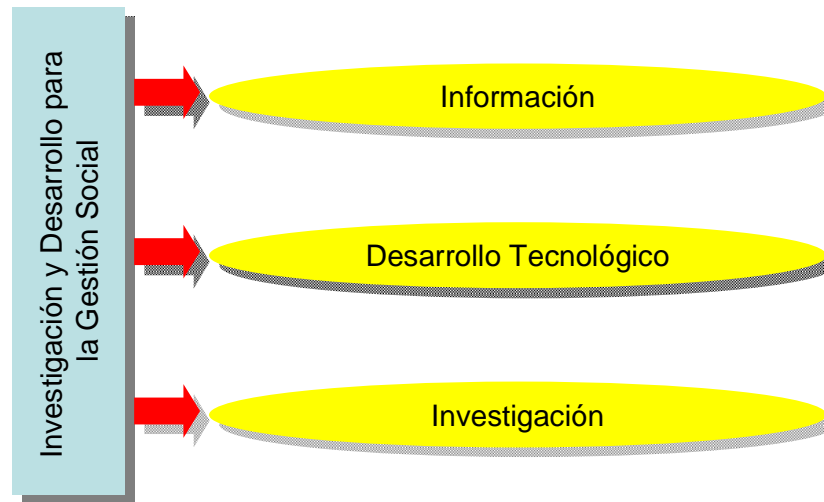 Investigación y Desarrollo para
la Gestión Social
Información
Desarrollo Tecnológico
Investigación